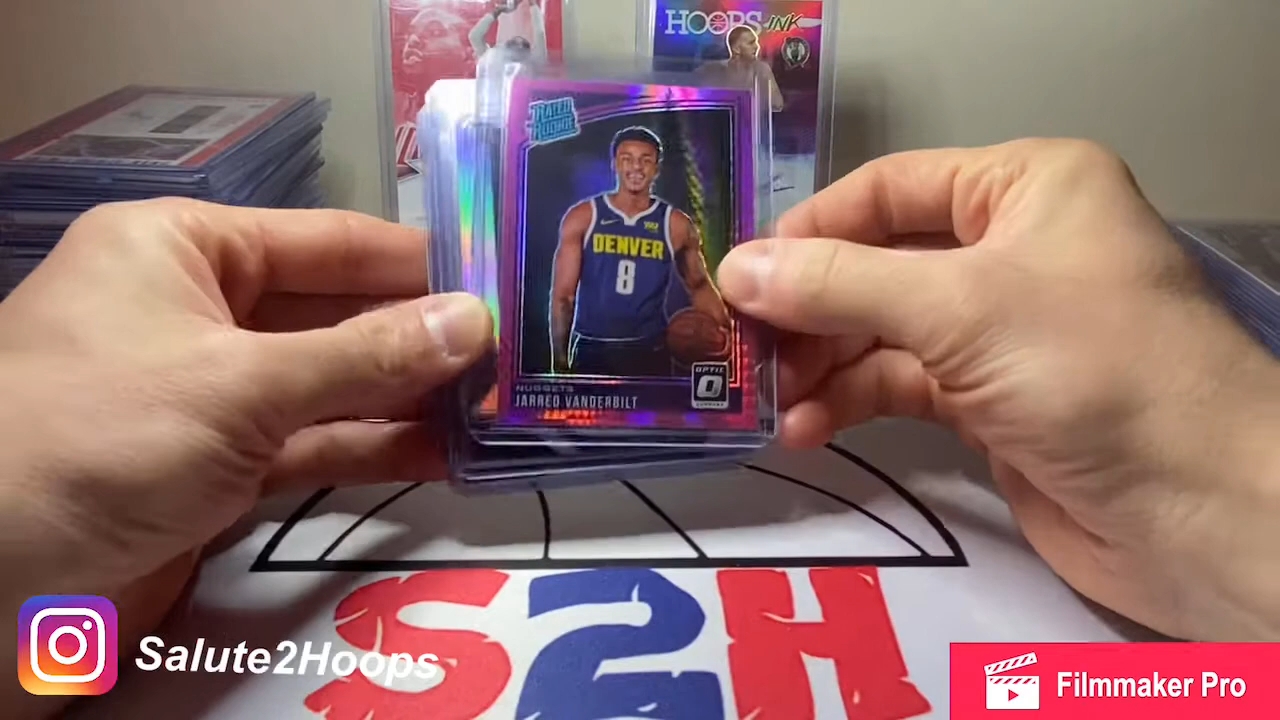 HOOPS INK
RATED
ROOKIE
DENVER
8
OPTIC
NUGGETS
JARRED VANDERBILT
S2H
Salute2Hoops
Filmmaker Pro